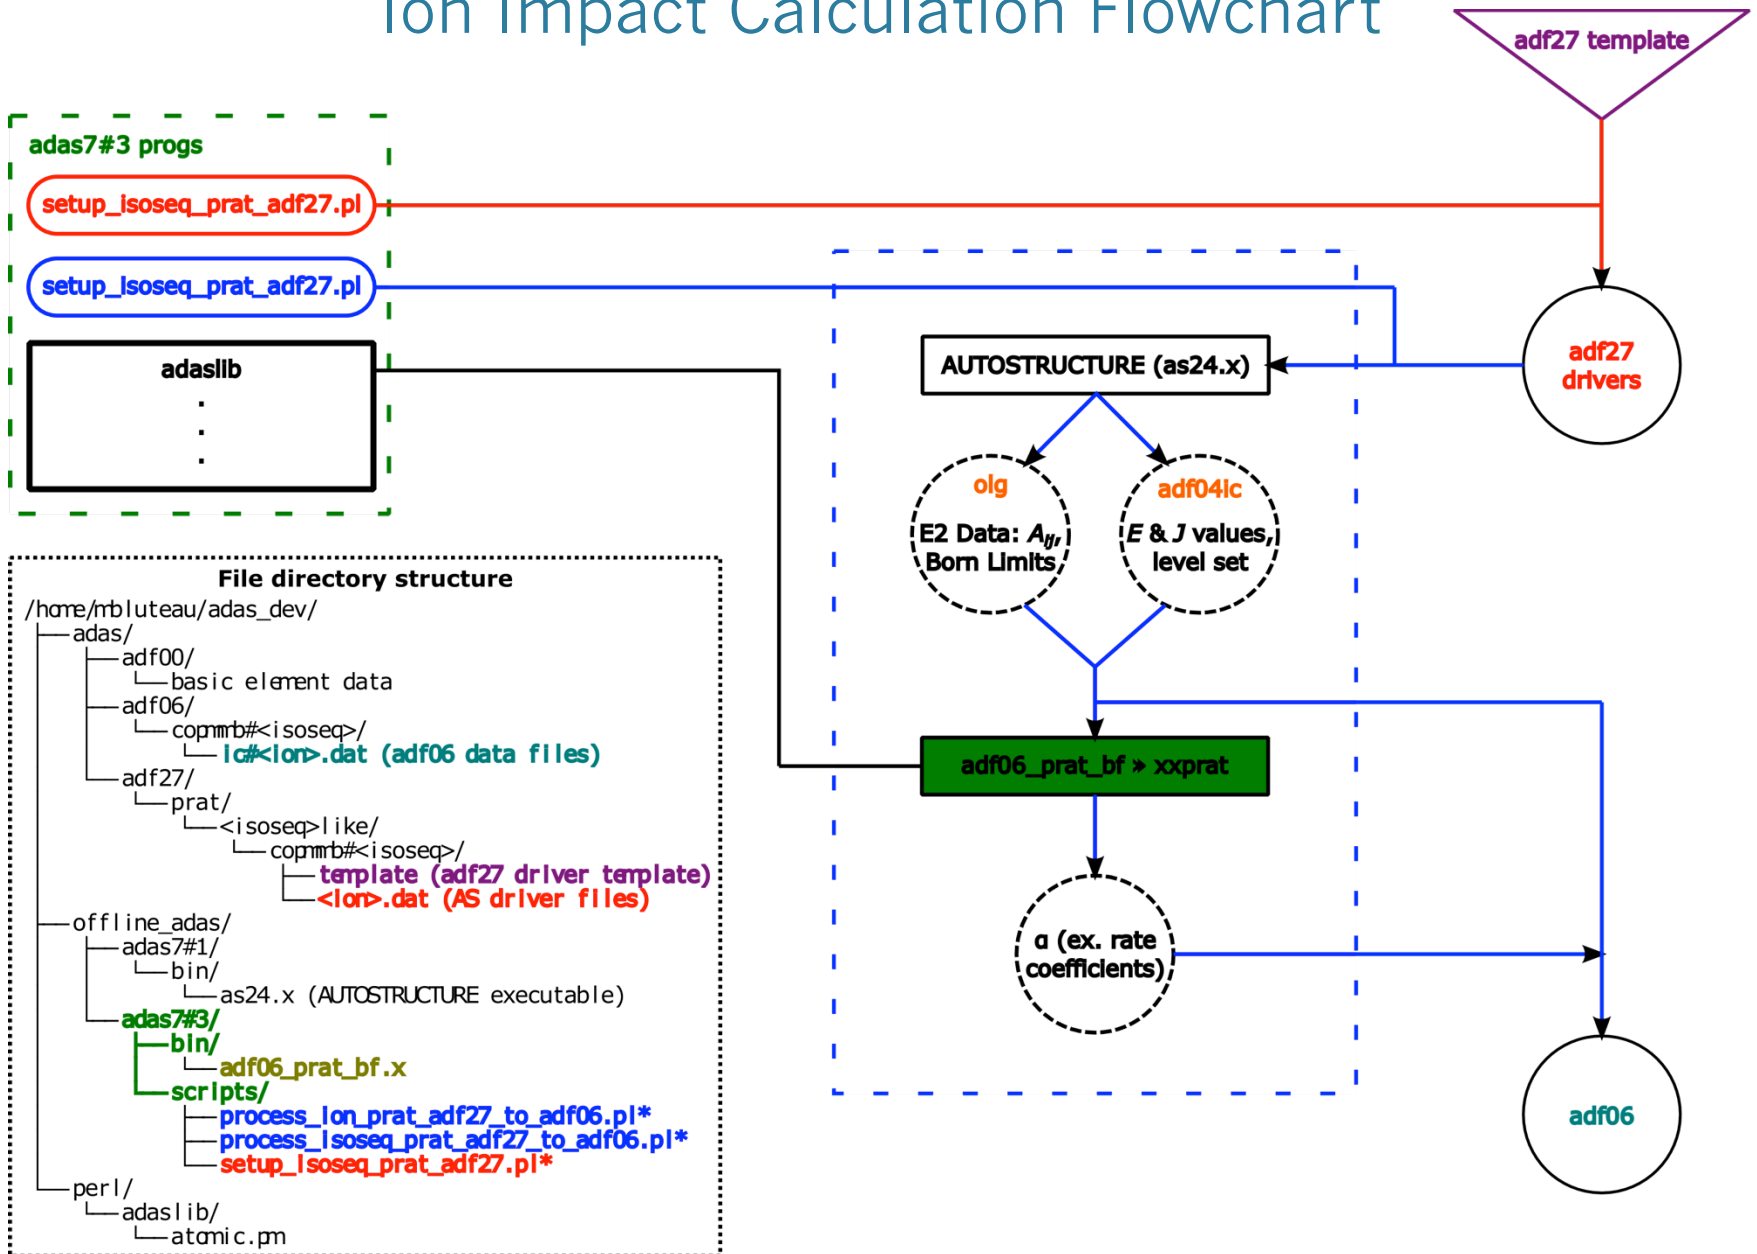 Ion Impact Calculation Flowchart
adf27 template
adas7#3 progs
setup_isoseq_prat_adf27.pl
setup_isoseq_prat_adf27.pl
adaslib
.
.
.
AUTOSTRUCTURE (as24.x)
adf27
drivers
olg
E2 Data: Aij,
Born Limits
adf04ic
E & J values,
level set
adf06_prat_bf » xxprat
α (ex. rate
coefficients)
adf06
File directory structure
/home/mbluteau/adas_dev/
adas/
adf00/
basic element data
adf06/
copmmb#<isoseq>/
ic#<ion>.dat (adf06 data files)
adf27/
prat/
<isoseq>like/
copmmb#<isoseq>/
template (adf27 driver template)
<ion>.dat (AS driver files)
offline_adas/
adas7#1/
bin/
as24.x (AUTOSTRUCTURE executable)
adas7#3/
bin/
adf06_prat_bf.x
scripts/
process_ion_prat_adf27_to_adf06.pl*
process_isoseq_prat_adf27_to_adf06.pl*
setup_isoseq_prat_adf27.pl*
perl/
adaslib/
atomic.pm